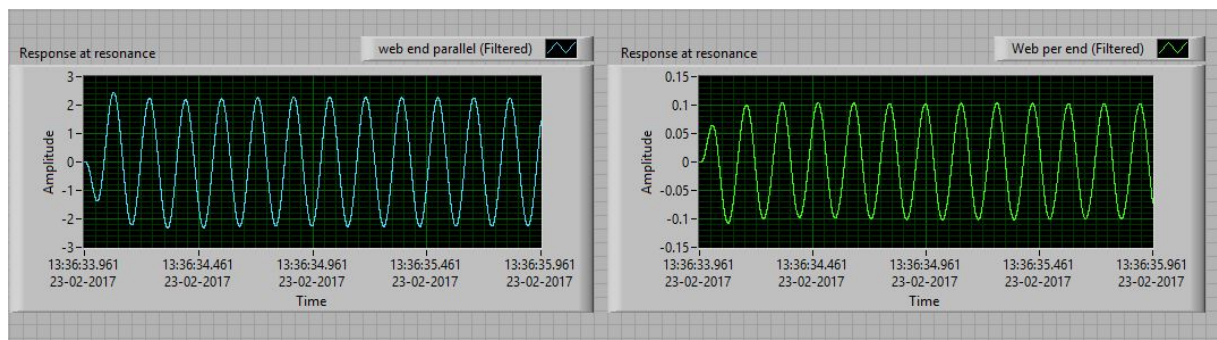 web end parallel (Filtered)
Response at resonance
3
2
1
0
-1
-2
-3
Amplitude
13:36:33.961 13:36:34.461 13:36:34.961 13:36:35.461 13:36:35.961
23-02-2017 23-02-2017 23-02-2017 23-02-2017 23-02-2017
Time
Web per end (Filtered)
Response at resonance
0.15
0.1
0.05
0
-0.05
-0.1
-0.15
Amplitude
13:36:33.961 13:36:34.461 13:36:34.961 13:36:35.461 13:36:35.961
23-02-2017 23-02-2017 23-02-2017 23-02-2017 23-02-2017
Time